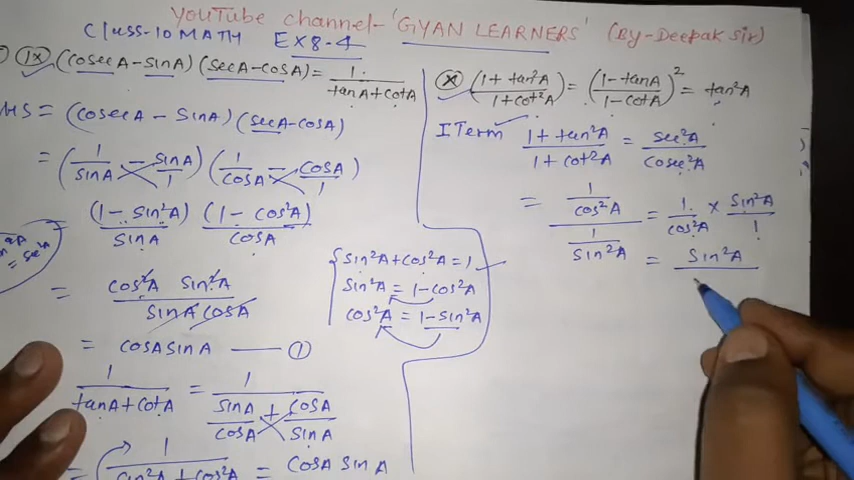 YouTube channel- 'GYAN LEARNERS' (By-Deepak sir)
Class-10 MATH EX 8.4
(ix) (cosecA - sinA) (secA - cosA) = 1/(tanA + cotA)
HS = (cosecA - SinA) (secA - cosA)
= (1/sinA - sinA/1) (1/cosA - cosA/1)
(1 - sin²A)/sinA (1 - cos²A)/cosA
= cos²A sin²A/(sinA cosA)
= cosA sinA —— ①
1/(tanA + cotA) = 1/(sinA/cosA + cosA/sinA)
= 1/(sin²A + cos²A) = cosA sinA
{sin²A + cos²A = 1
sin²A = 1 - cos²A
cos²A = 1 - sin²A
(x) (1 + tan²A)/(1 + cot²A) = ((1 - tanA)/(1 - cotA))² = tan²A
I Term (1 + tan²A)/(1 + cot²A) = sec²A/cosec²A
= (1/cos²A)/(1/sin²A) = 1/cos²A × sin²A/1
= sin²A